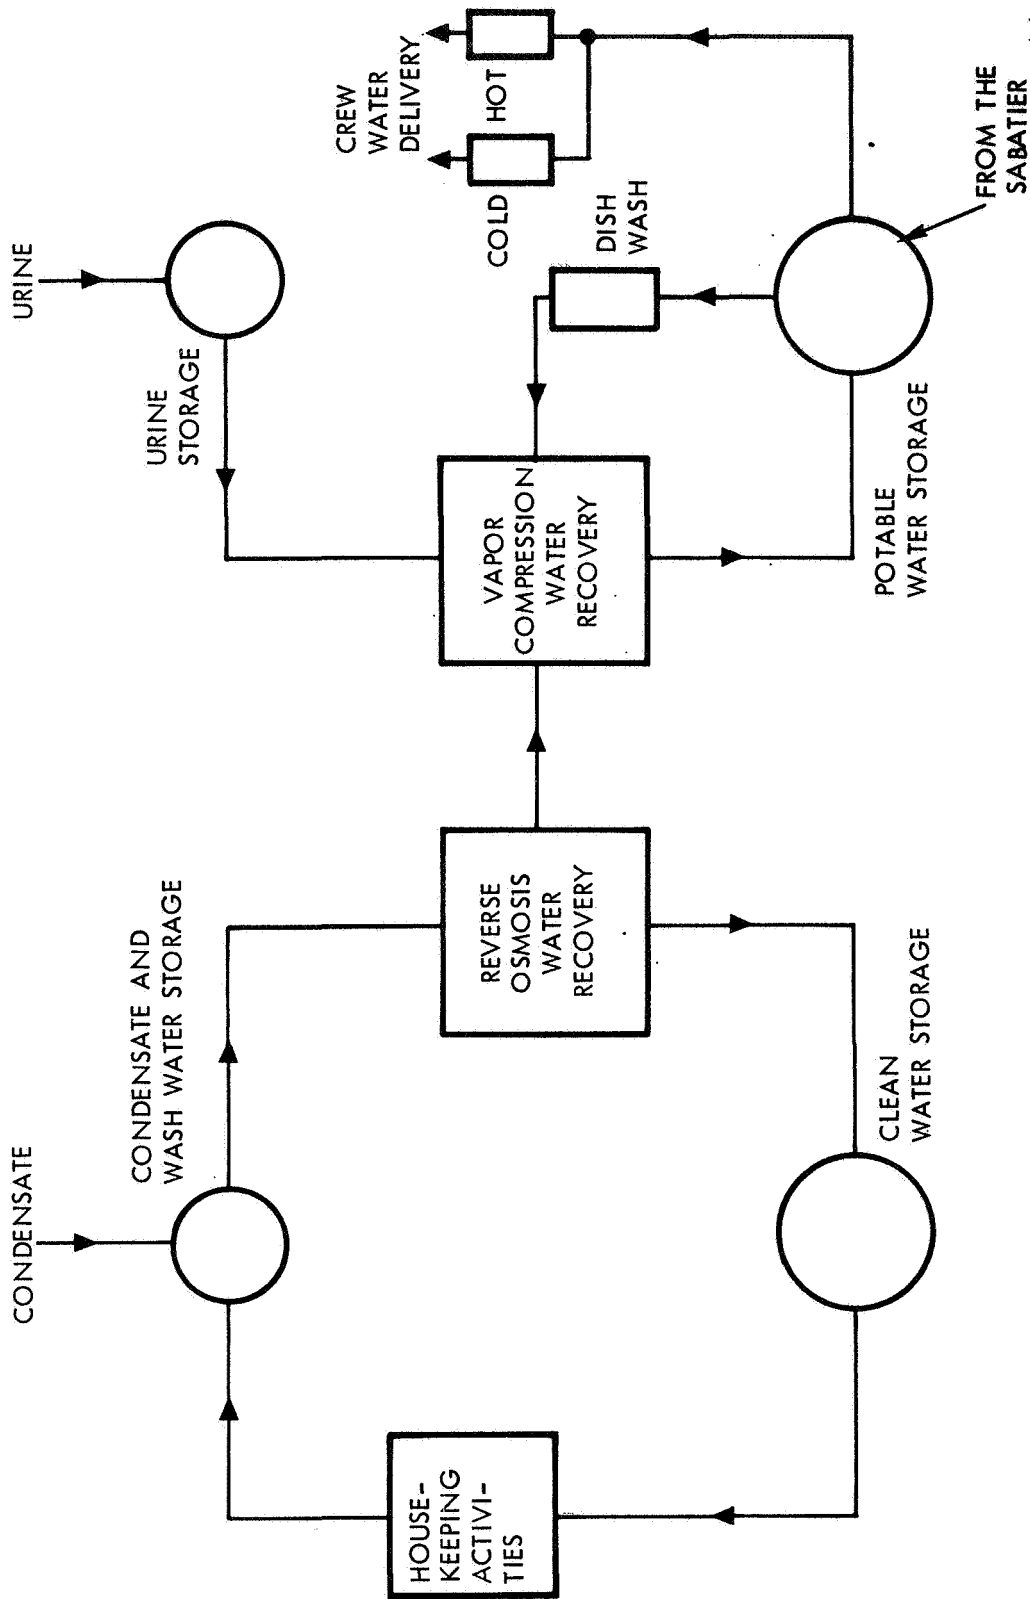 CONDENSATE
CONDENSATE AND
WASH WATER STORAGE
HOUSE-
KEEPING
ACTIVI-
TIES
REVERSE
OSMOSIS
WATER
RECOVERY
CLEAN
WATER STORAGE
URINE
URINE
STORAGE
VAPOR
COMPRESSION
WATER
RECOVERY
CREW
WATER
DELIVERY
COLD
HOT
DISH
WASH
POTABLE
WATER STORAGE
FROM THE
SABATIER